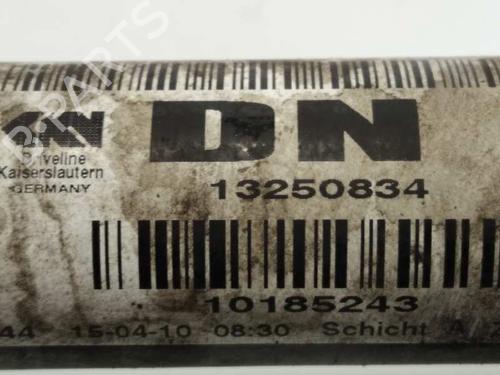 GKN DN
Driveline
Kaiserslautern
GERMANY
13250834
10185243
44 15-04-10 08:30 Schicht A